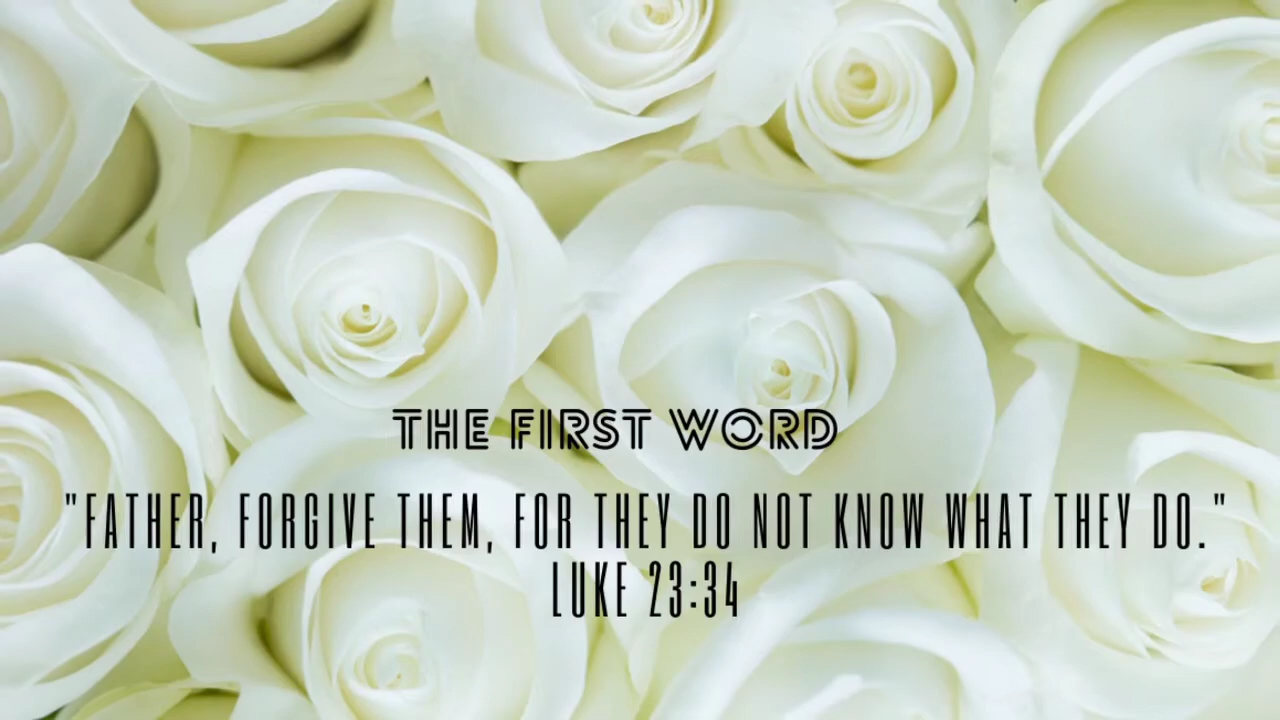 THE FIRST WORD
"FATHER, FORGIVE THEM, FOR THEY DO NOT KNOW WHAT THEY DO."
LUKE 23:34